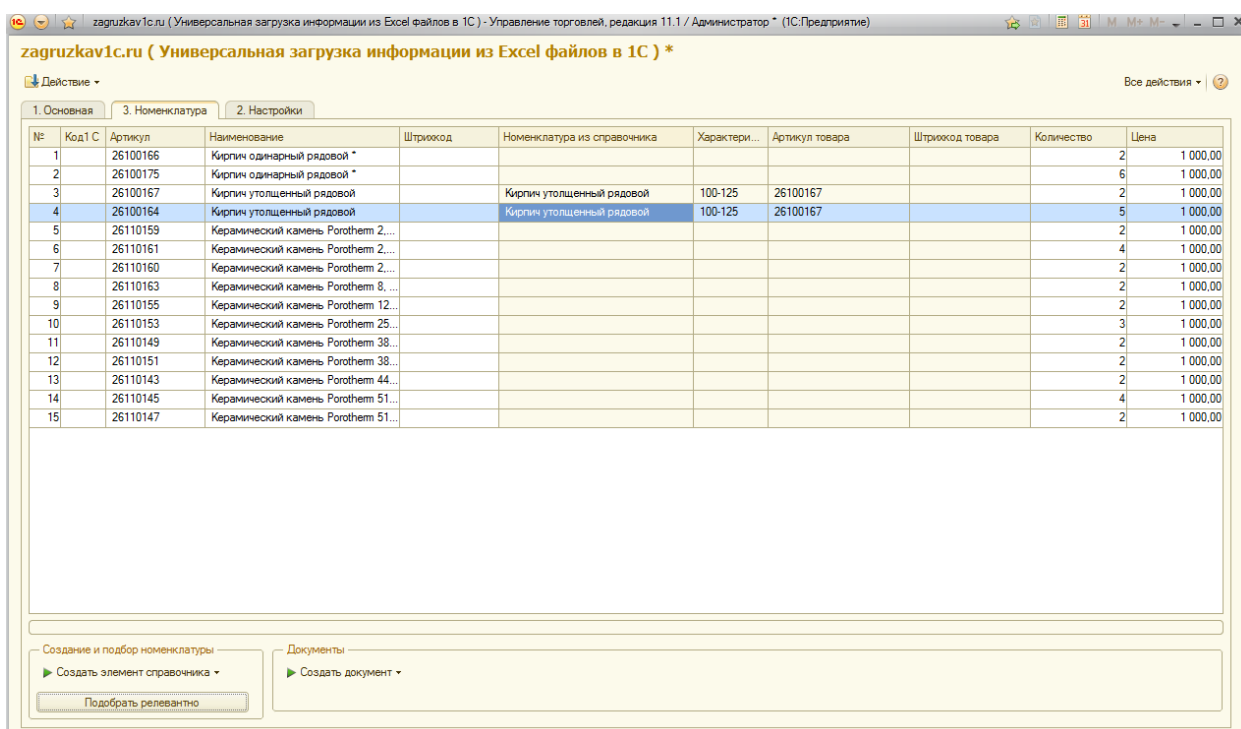 zagruzkav1c.ru ( Универсальная загрузка информации из Excel файлов в 1С ) - Управление торговлей, редакция 11.1 / Администратор * (1С:Предприятие) M M+ M-
zagruzkav1c.ru ( Универсальная загрузка информации из Excel файлов в 1С ) *
Действие Все действия ?
1. Основная 3. Номенклатура 2. Настройки
№ Код1 С Артикул Наименование Штрихкод Номенклатура из справочника Характери... Артикул товара Штрихкод товара Количество Цена
1 26100166 Кирпич одинарный рядовой * 2 1 000,00
2 26100175 Кирпич одинарный рядовой * 6 1 000,00
3 26100167 Кирпич утолщенный рядовой Кирпич утолщенный рядовой 100-125 26100167 2 1 000,00
4 26100164 Кирпич утолщенный рядовой Кирпич утолщенный рядовой 100-125 26100167 5 1 000,00
5 26110159 Керамический камень Porotherm 2,... 2 1 000,00
6 26110161 Керамический камень Porotherm 2,... 4 1 000,00
7 26110160 Керамический камень Porotherm 2,... 2 1 000,00
8 26110163 Керамический камень Porotherm 8, ... 2 1 000,00
9 26110155 Керамический камень Porotherm 12... 2 1 000,00
10 26110153 Керамический камень Porotherm 25... 3 1 000,00
11 26110149 Керамический камень Porotherm 38... 2 1 000,00
12 26110151 Керамический камень Porotherm 38... 2 1 000,00
13 26110143 Керамический камень Porotherm 44... 2 1 000,00
14 26110145 Керамический камень Porotherm 51... 4 1 000,00
15 26110147 Керамический камень Porotherm 51... 2 1 000,00
Создание и подбор номенклатуры Документы
Создать элемент справочника Создать документ
Подобрать релевантно